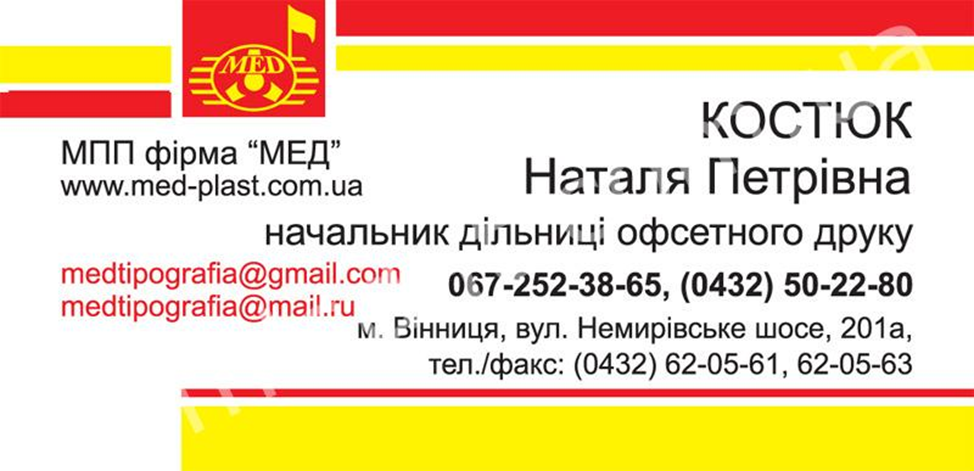 MED
МПП фірма “МЕД”
www.med-plast.com.ua
КОСТЮК
Наталя Петрівна
начальник дільниці офсетного друку
medtipografia@gmail.com
medtipografia@mail.ru
067-252-38-65, (0432) 50-22-80
м. Вінниця, вул. Немирівське шосе, 201а,
тел./факс: (0432) 62-05-61, 62-05-63